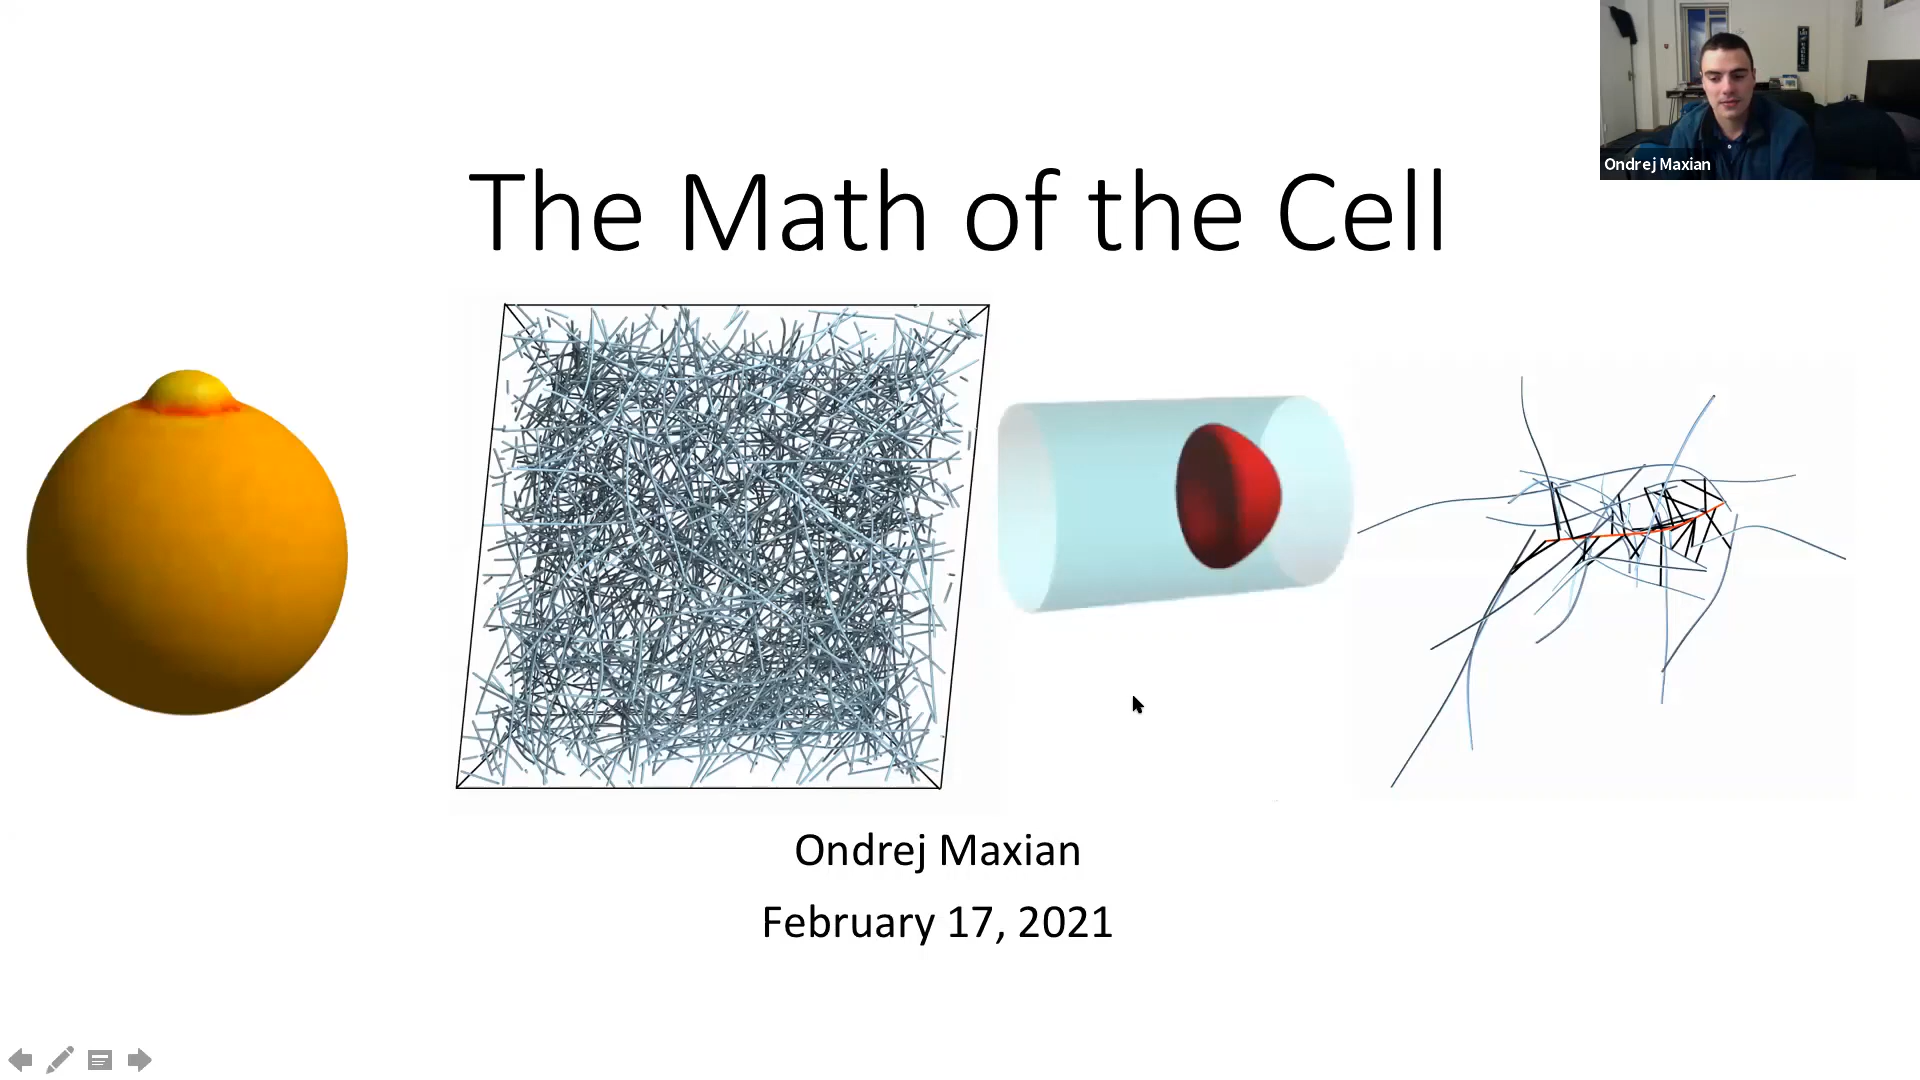 Ondrej Maxian
The Math of the Cell
Ondrej Maxian
February 17, 2021